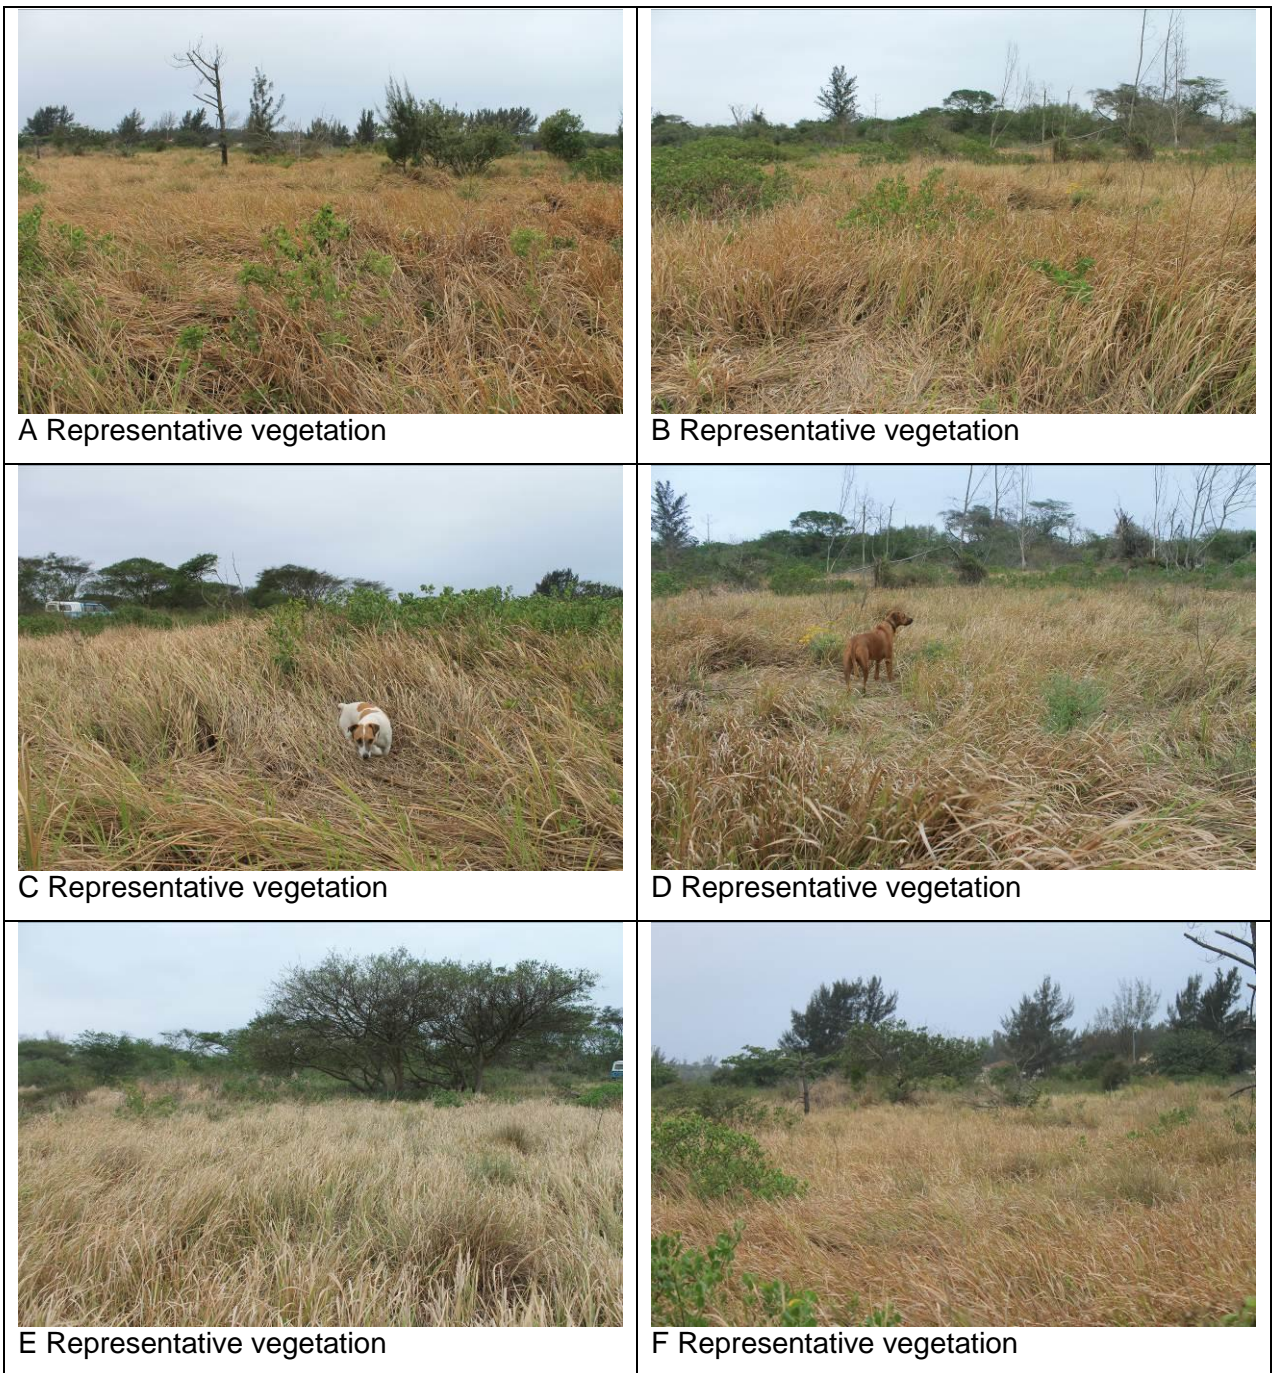 A Representative vegetation
B Representative vegetation
C Representative vegetation
D Representative vegetation
E Representative vegetation
F Representative vegetation